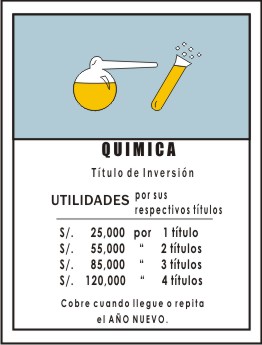 QUIMICA
Título de Inversión
UTILIDADES por sus respectivos títulos
S/. 25,000 por 1 título
S/. 55,000 “ 2 títulos
S/. 85,000 “ 3 títulos
S/. 120,000 “ 4 títulos
Cobre cuando llegue o repita
el AÑO NUEVO.